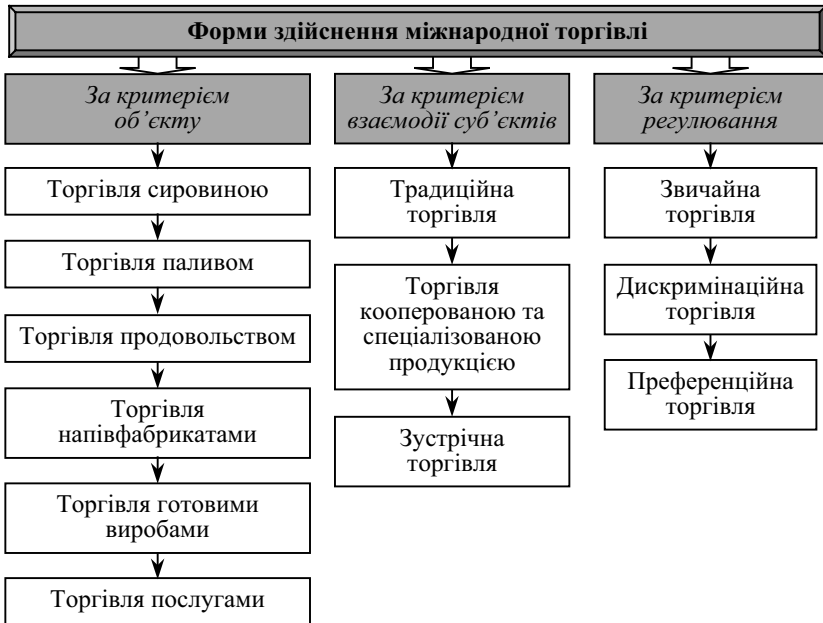 Форми здійснення міжнародної торгівлі
За критерієм
об’єкту
Торгівля сировиною
Торгівля паливом
Торгівля продовольством
Торгівля
напівфабрикатами
Торгівля готовими
виробами
Торгівля послугами
За критерієм
взаємодії суб’єктів
Традиційна
торгівля
Торгівля
кооперованою та
спеціалізованою
продукцією
Зустрічна
торгівля
За критерієм
регулювання
Звичайна
торгівля
Дискримінаційна
торгівля
Преференційна
торгівля